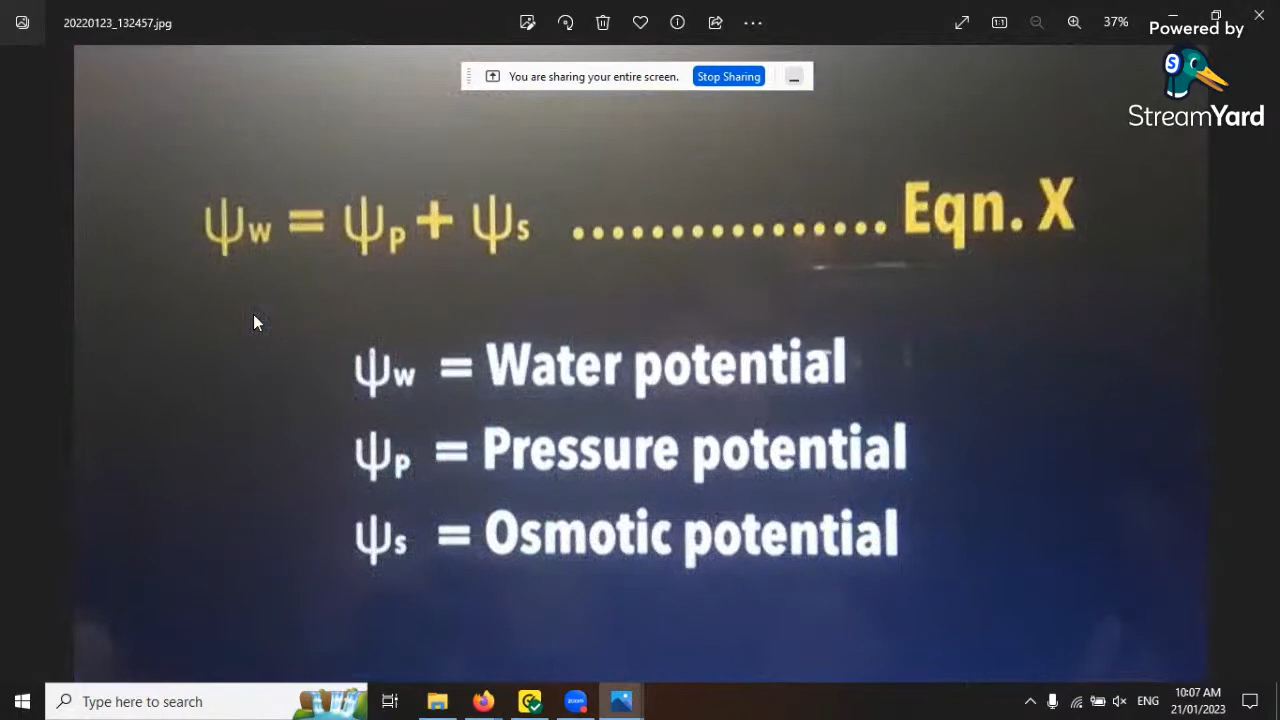 20220123_132457.jpg
37%
Powered by
S
StreamYard
You are sharing your entire screen. Stop Sharing
ψw = ψp + ψs ................ Eqn. X
ψw = Water potential
ψp = Pressure potential
ψs = Osmotic potential
Type here to search
zoom
ENG
10:07 AM
21/01/2023